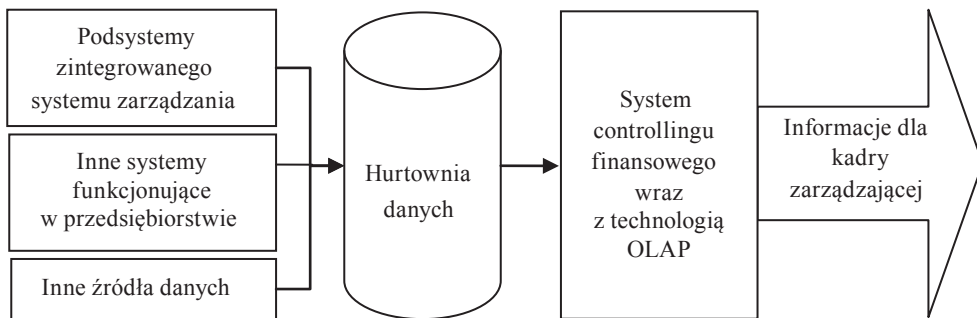 Podsystemy
zintegrowanego
systemu zarządzania
Inne systemy
funkcjonujące
w przedsiębiorstwie
Inne źródła danych
Hurtownia
danych
System
controllingu
finansowego
wraz
z technologią
OLAP
Informacje dla
kadry
zarządzającej